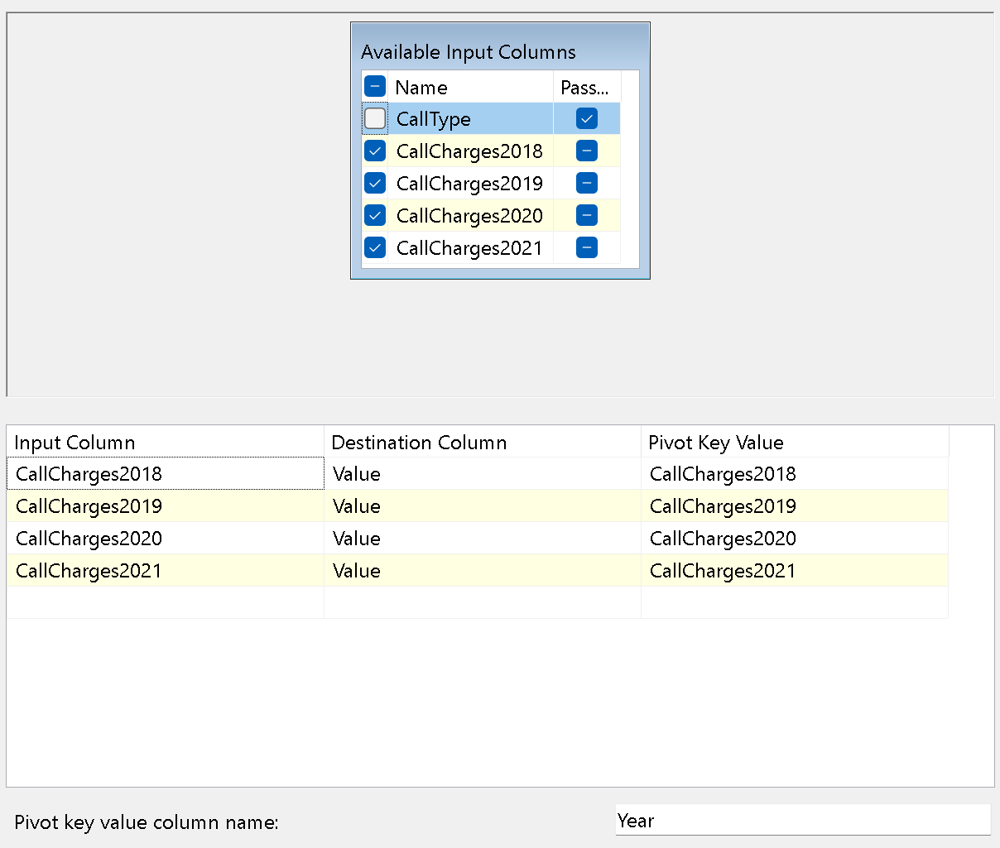 Available Input Columns
Name Pass...
CallType
CallCharges2018
CallCharges2019
CallCharges2020
CallCharges2021
Input Column Destination Column Pivot Key Value
CallCharges2018 Value CallCharges2018
CallCharges2019 Value CallCharges2019
CallCharges2020 Value CallCharges2020
CallCharges2021 Value CallCharges2021
Pivot key value column name: Year